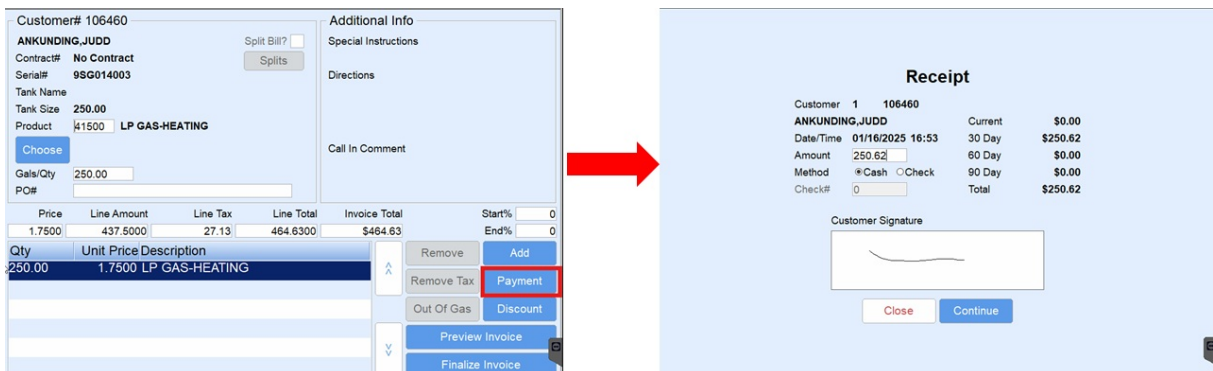 Customer# 106460
ANKUNDING,JUDD Split Bill?
Contract# No Contract Splits
Serial# 9SG014003
Tank Name
Tank Size 250.00
Product 41500 LP GAS-HEATING
Choose
Gals/Qty 250.00
PO#
Additional Info
Special Instructions
Directions
Call In Comment
Price Line Amount Line Tax Line Total Invoice Total Start% 0
1.7500 437.5000 27.13 464.6300 $464.63 End% 0
Qty Unit Price Description
250.00 1.7500 LP GAS-HEATING
Remove Add
Remove Tax Payment
Out Of Gas Discount
Preview Invoice
Finalize Invoice
Receipt
Customer 1 106460
ANKUNDING,JUDD Current $0.00
Date/Time 01/16/2025 16:53 30 Day $250.62
Amount 250.62 60 Day $0.00
Method Cash Check 90 Day $0.00
Check# 0 Total $250.62
Customer Signature
Close Continue